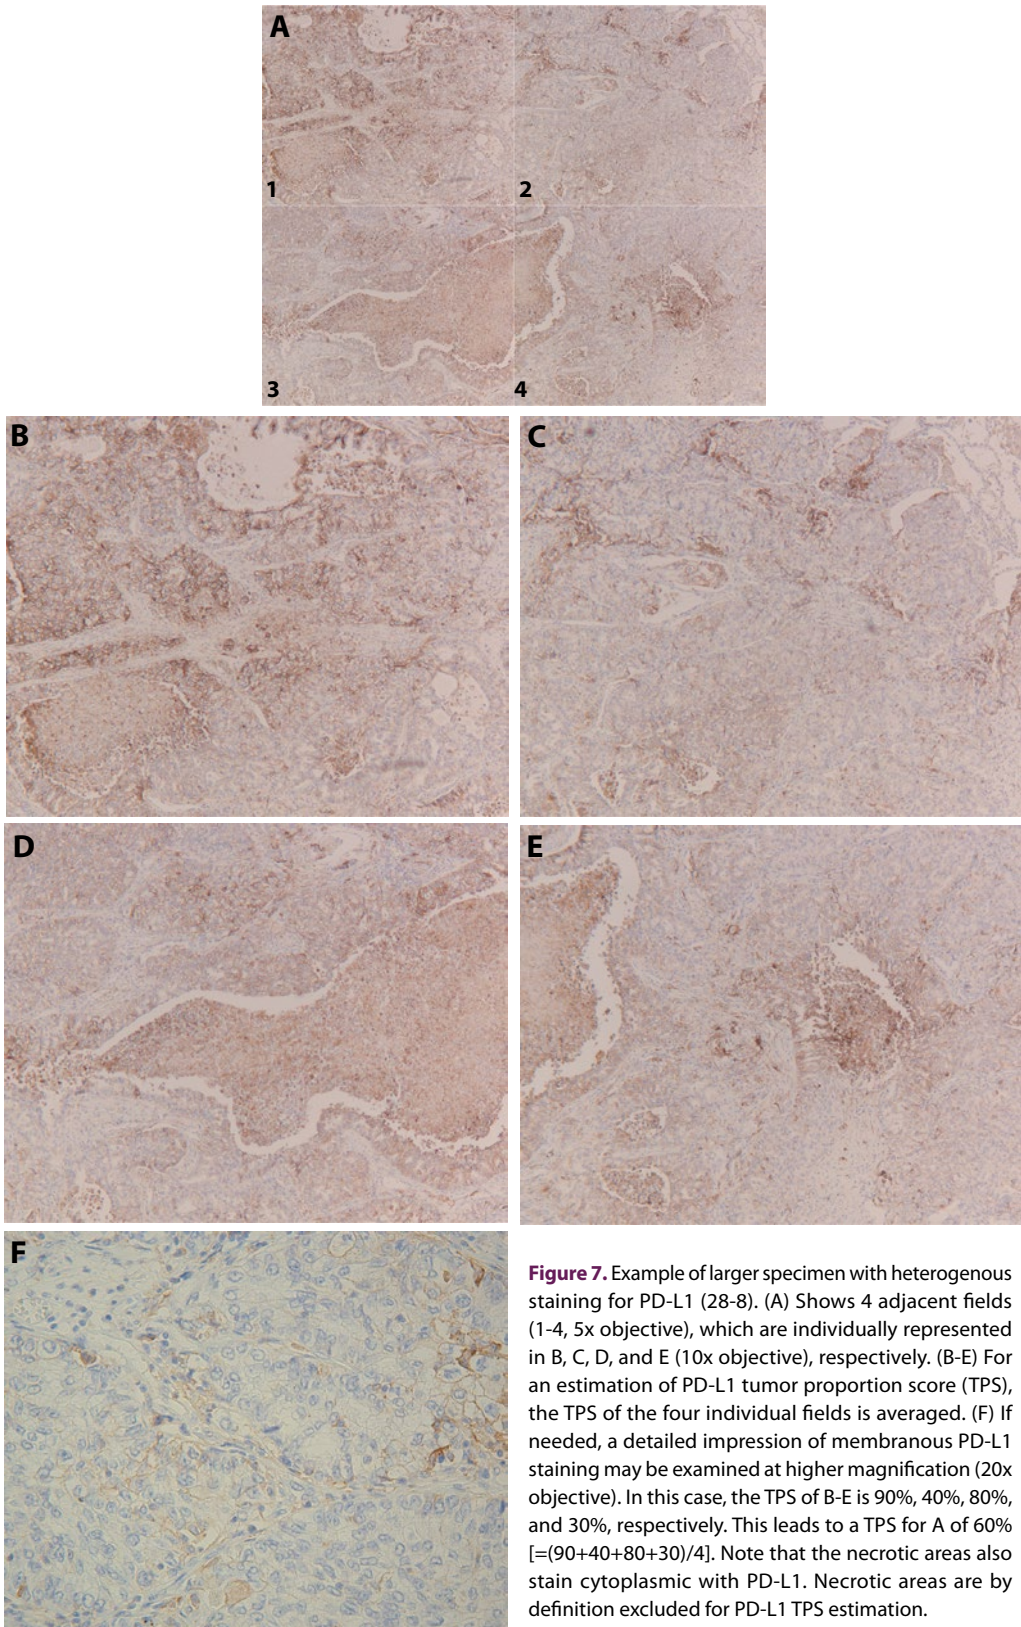 A
1
2
3
4
B
C
D
E
F
Figure 7. Example of larger specimen with heterogenous
staining for PD-L1 (28-8). (A) Shows 4 adjacent fields
(1-4, 5x objective), which are individually represented
in B, C, D, and E (10x objective), respectively. (B-E) For
an estimation of PD-L1 tumor proportion score (TPS),
the TPS of the four individual fields is averaged. (F) If
needed, a detailed impression of membranous PD-L1
staining may be examined at higher magnification (20x
objective). In this case, the TPS of B-E is 90%, 40%, 80%,
and 30%, respectively. This leads to a TPS for A of 60%
[=(90+40+80+30)/4]. Note that the necrotic areas also
stain cytoplasmic with PD-L1. Necrotic areas are by
definition excluded for PD-L1 TPS estimation.